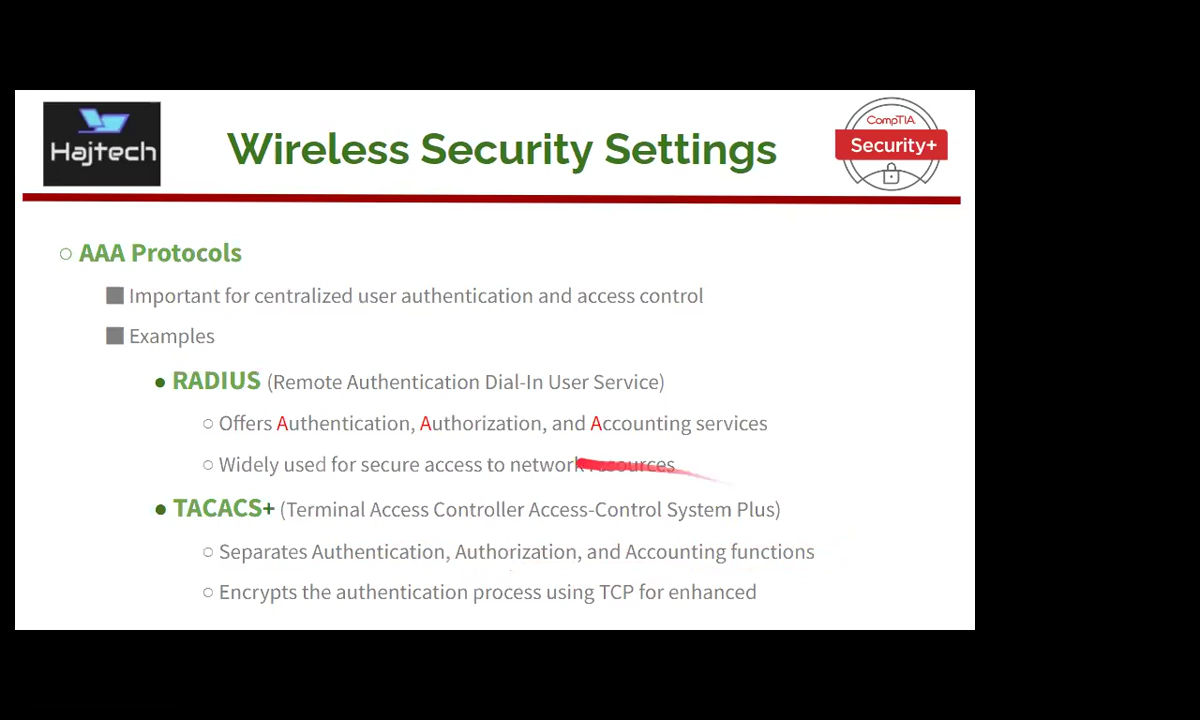 Hajtech
Wireless Security Settings
CompTIA
Security+
AAA Protocols
Important for centralized user authentication and access control
Examples
RADIUS (Remote Authentication Dial-In User Service)
Offers Authentication, Authorization, and Accounting services
Widely used for secure access to network resources
TACACS+ (Terminal Access Controller Access-Control System Plus)
Separates Authentication, Authorization, and Accounting functions
Encrypts the authentication process using TCP for enhanced